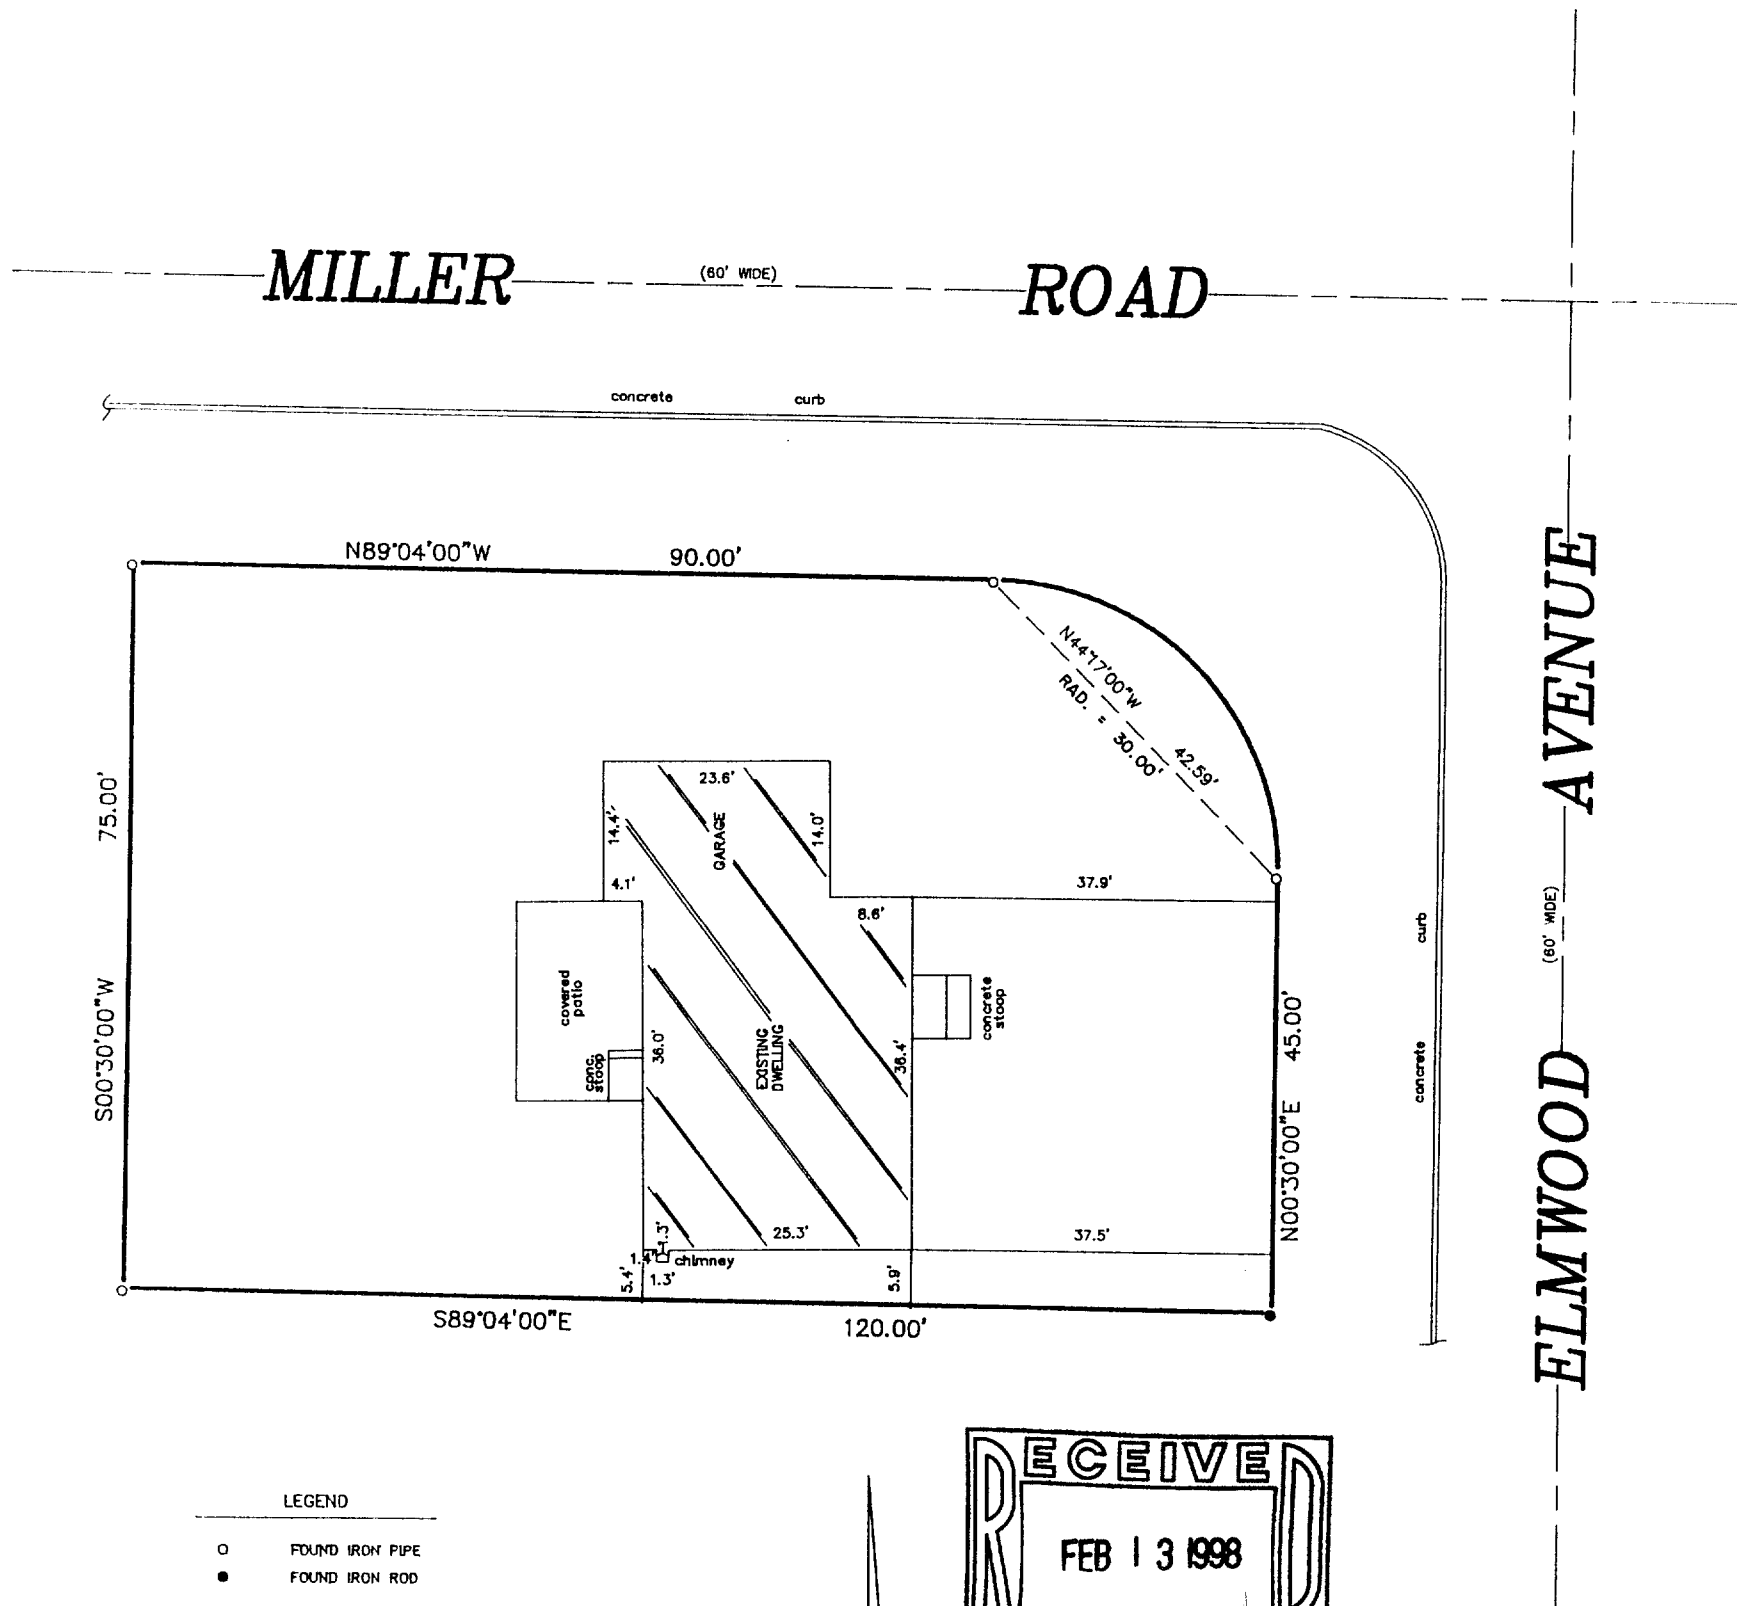 MILLER (60' WIDE) ROAD
concrete curb
N89°04'00"W 90.00'
N44°17'00"W 42.59'
RAD. = 30.00'
75.00'
S00°30'00"W
23.6'
14.4'
GARAGE
14.0'
4.1'
8.6'
37.9'
covered
patio
conc.
stoop
36.0'
EXISTING
DWELLING
36.4'
concrete
stoop
N00°30'00"E 45.00'
concrete curb
ELMWOOD (60' WIDE) AVENUE
1.3'
25.3'
37.5'
1.4'
chimney
5.4'
1.3'
5.9'
S89°04'00"E 120.00'
LEGEND
FOUND IRON PIPE
FOUND IRON ROD
RECEIVED
FEB 13 1998